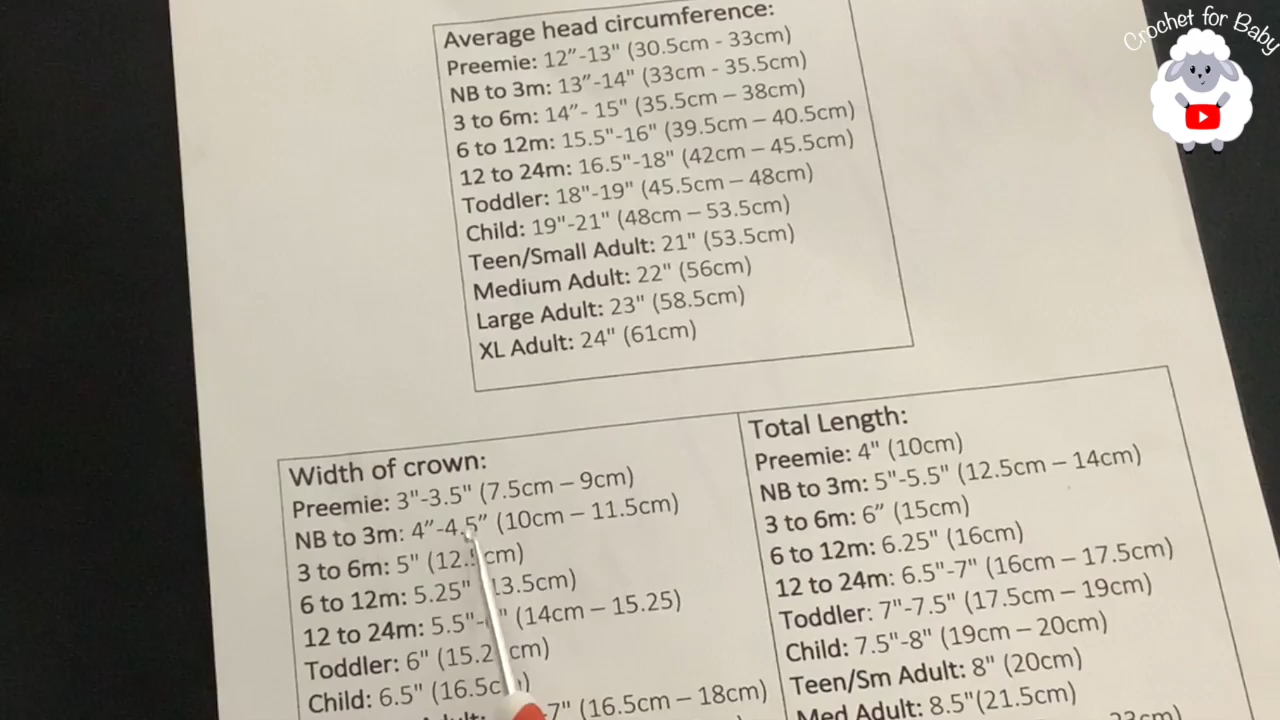 Crochet for Baby
Average head circumference:
Preemie: 12”-13" (30.5cm - 33cm)
NB to 3m: 13”-14" (33cm - 35.5cm)
3 to 6m: 14”- 15" (35.5cm – 38cm)
6 to 12m: 15.5"-16" (39.5cm – 40.5cm)
12 to 24m: 16.5"-18" (42cm – 45.5cm)
Toddler: 18"-19" (45.5cm – 48cm)
Child: 19"-21" (48cm – 53.5cm)
Teen/Small Adult: 21" (53.5cm)
Medium Adult: 22" (56cm)
Large Adult: 23" (58.5cm)
XL Adult: 24" (61cm)
Width of crown:
Preemie: 3"-3.5" (7.5cm – 9cm)
NB to 3m: 4”-4.5” (10cm – 11.5cm)
3 to 6m: 5" (12.5cm)
6 to 12m: 5.25" 13.5cm)
12 to 24m: 5.5"- (14cm – 15.25)
Toddler: 6" (15.2 cm)
Child: 6.5" (16.5cm)
7" (16.5cm – 18cm)
Total Length:
Preemie: 4" (10cm)
NB to 3m: 5"-5.5" (12.5cm – 14cm)
3 to 6m: 6” (15cm)
6 to 12m: 6.25" (16cm)
12 to 24m: 6.5"-7" (16cm – 17.5cm)
Toddler: 7"-7.5" (17.5cm – 19cm)
Child: 7.5"-8" (19cm – 20cm)
Teen/Sm Adult: 8" (20cm)
Med Adult: 8.5"(21.5cm)